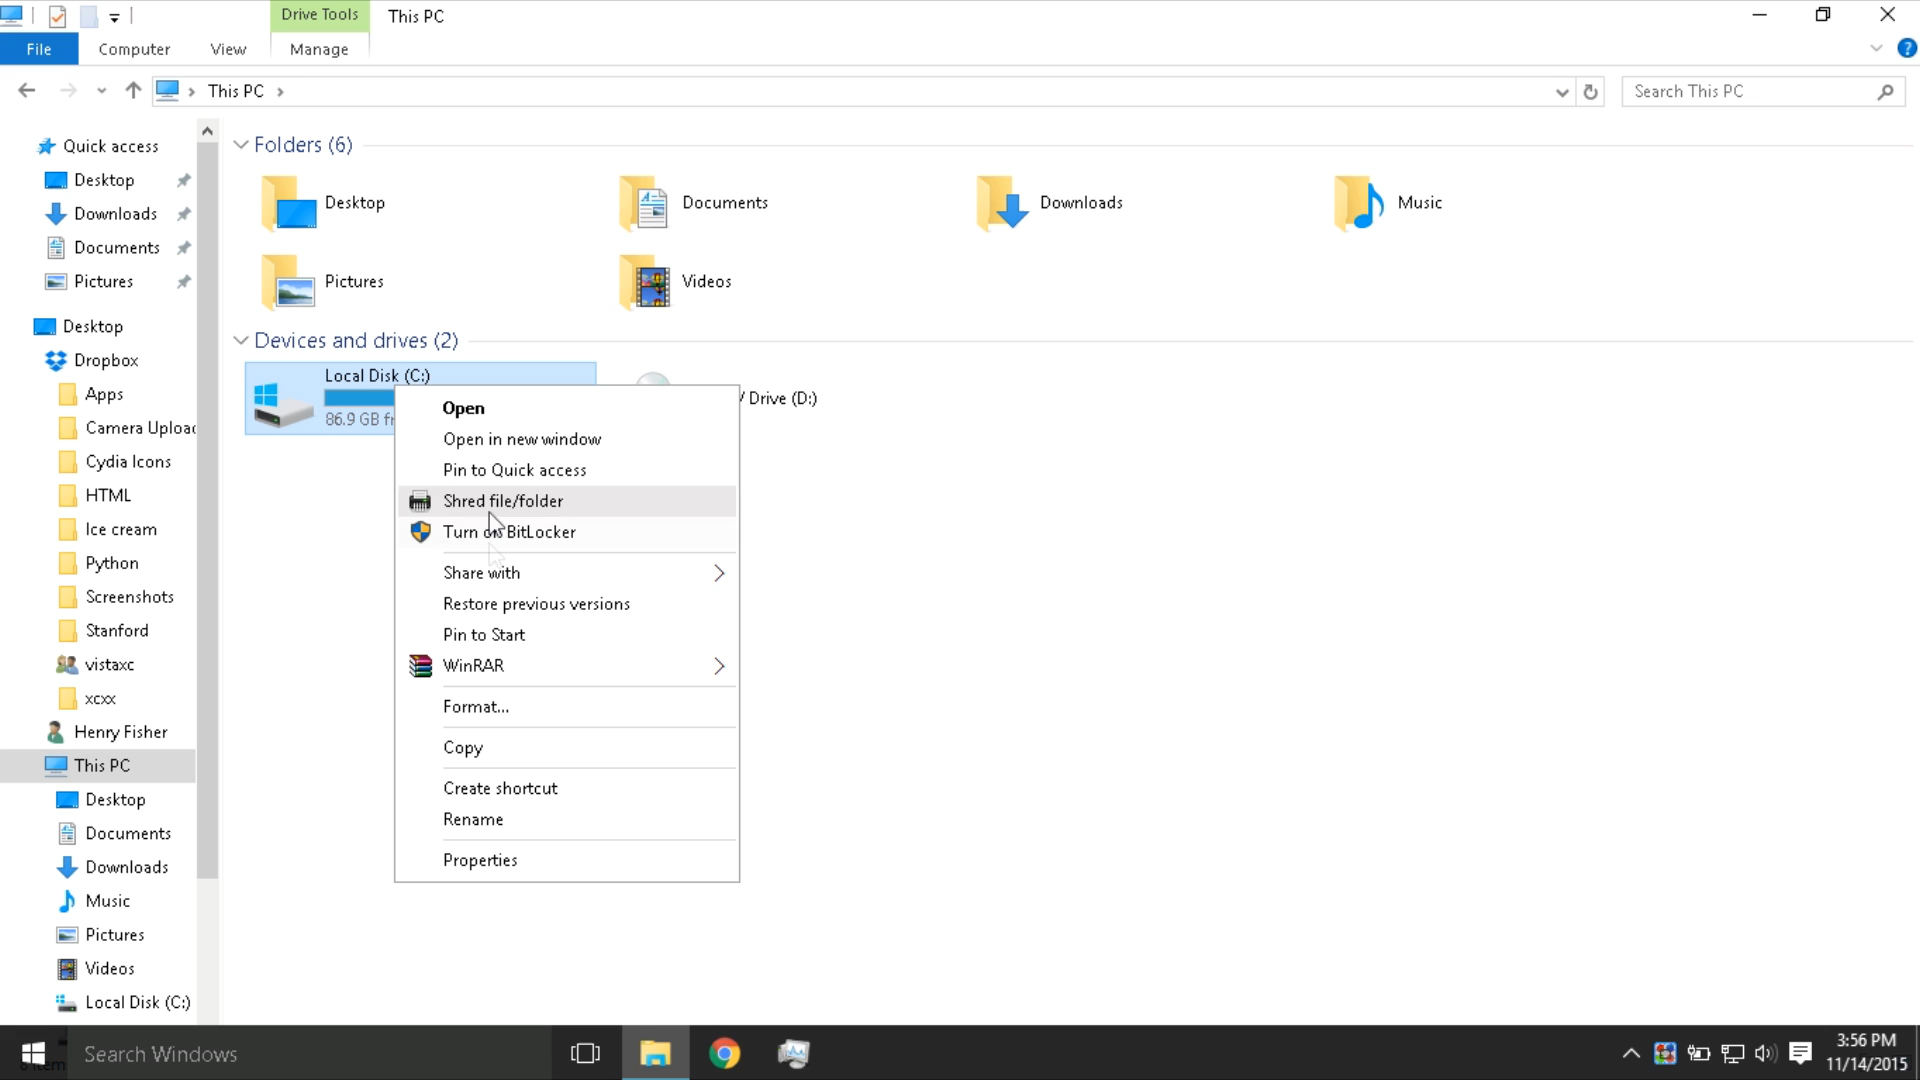 Drive Tools
This PC
File
Computer
View
Manage
This PC
Search This PC
Quick access
Desktop
Downloads
Documents
Pictures
Desktop
Dropbox
Apps
Camera Uploac
Cydia Icons
HTML
Ice cream
Python
Screenshots
Stanford
vistaxc
xcxx
Henry Fisher
This PC
Desktop
Documents
Downloads
Music
Pictures
Videos
Local Disk (C:)
Folders (6)
Desktop
Documents
Downloads
Music
Pictures
Videos
Devices and drives (2)
Local Disk (C:)
86.9 GB fr
Drive (D:)
Open
Open in new window
Pin to Quick access
Shred file/folder
Turn on BitLocker
Share with
Restore previous versions
Pin to Start
WinRAR
Format...
Copy
Create shortcut
Rename
Properties
Search Windows
3:56 PM
11/14/2015